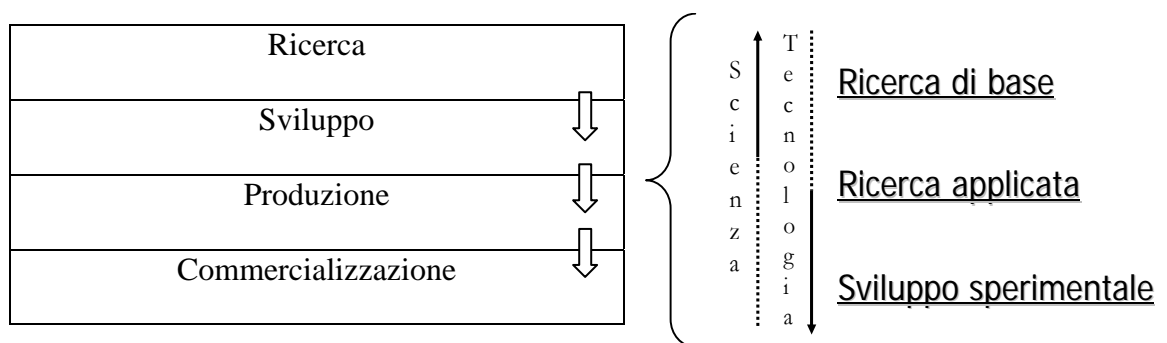 Ricerca
Sviluppo
Produzione
Commercializzazione
Scienza
Tecnologia
Ricerca di base
Ricerca applicata
Sviluppo sperimentale